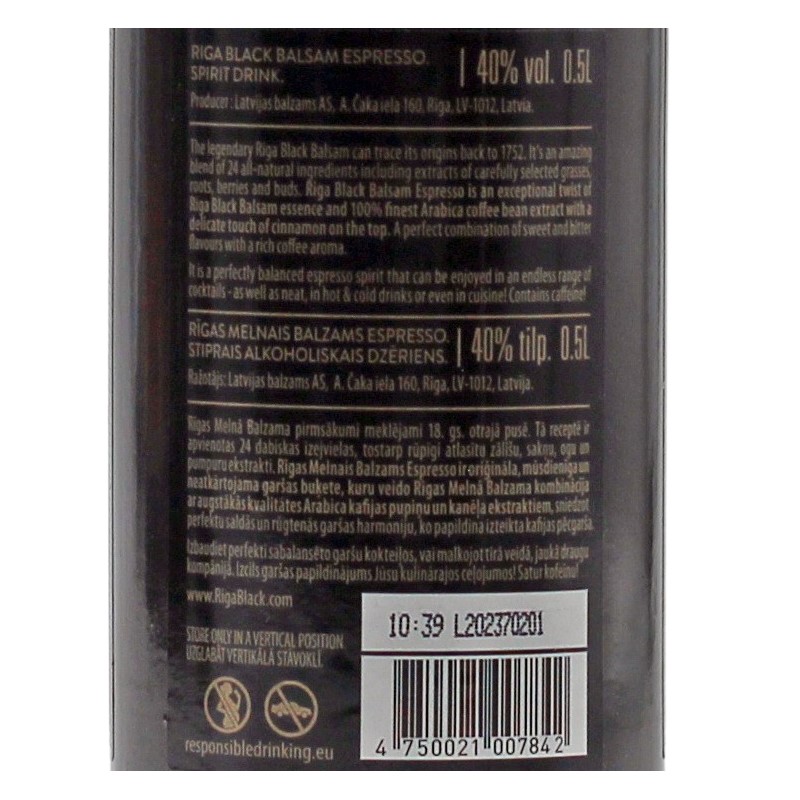 RIGA BLACK BALSAM ESPRESSO.
SPIRIT DRINK.
40% vol. 0.5L
Producer: Latvijas balzams AS, A. Čaka iela 160, Rīga, LV-1012, Latvia.
The legendary Riga Black Balsam can trace its origins back to 1752. It's an amazing
blend of 24 all-natural ingredients including extracts of carefully selected grasses,
roots, berries and buds. Riga Black Balsam Espresso is an exceptional twist of
Riga Black Balsam essence and 100% finest Arabica coffee bean extract with a
delicate touch of cinnamon on the top. A perfect combination of sweet and bitter
flavours with a rich coffee aroma.
It is a perfectly balanced espresso spirit that can be enjoyed in an endless range of
cocktails - as well as neat, in hot & cold drinks or even in cuisine! Contains caffeine!
RĪGAS MELNAIS BALZAMS ESPRESSO.
STIPRAIS ALKOHOLISKAIS DZĒRIENS.
40% tilp. 0.5L
Ražotājs: Latvijas balzams AS, A. Čaka iela 160, Rīga, LV-1012, Latvija.
Rīgas Melnā Balzama pirmsākumi meklējami 18. gs. otrajā pusē. Tā receptē ir
apvienotas 24 dabiskas izejvielas, tostarp rūpīgi atlasītu zālīšu, sakņu, ogu un
pumpuru ekstrakti. Rīgas Melnais Balzams Espresso ir oriģināla, mūsdienīga un
neatkārtojama garšas bukete, kuru veido Rīgas Melnā Balzama kombinācija
ar augstākās kvalitātes Arābica kafijas pupiņu un kanēļa ekstraktiem, sniedzot
perfektu saldās un rūgtenās garšas harmoniju, ko papildina izteikta kafijas pēcgarša.
Izbaudiet perfekti sabalansēto garšu kokteiļos, vai malkojot tīrā veidā, jaukā draugu
kompānijā. Izcils garšas papildinājums Jūsu kulinārajos ceļojumos! Satur kofeīnu!
www.RigaBlack.com
STORE ONLY IN A VERTICAL POSITION.
UZGLABĀT VERTIKĀLĀ STĀVOKLĪ.
responsibledrinking.eu
10:39 L202370201
4 750021 007842